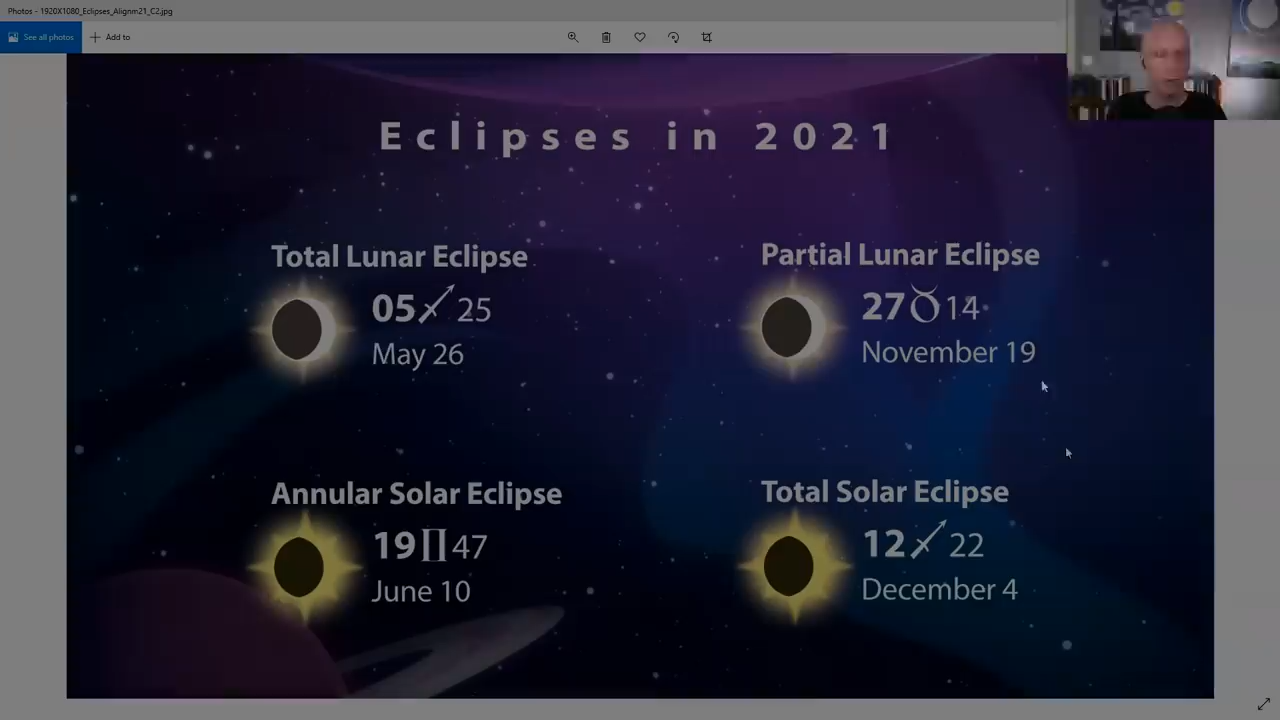 Photos - 1920X1080_Eclipses_Alignm21_C2.jpg
See all photos
Add to
Eclipses in 2021
Total Lunar Eclipse
05♐25
May 26
Partial Lunar Eclipse
27♉14
November 19
Annular Solar Eclipse
19♊47
June 10
Total Solar Eclipse
12♐22
December 4